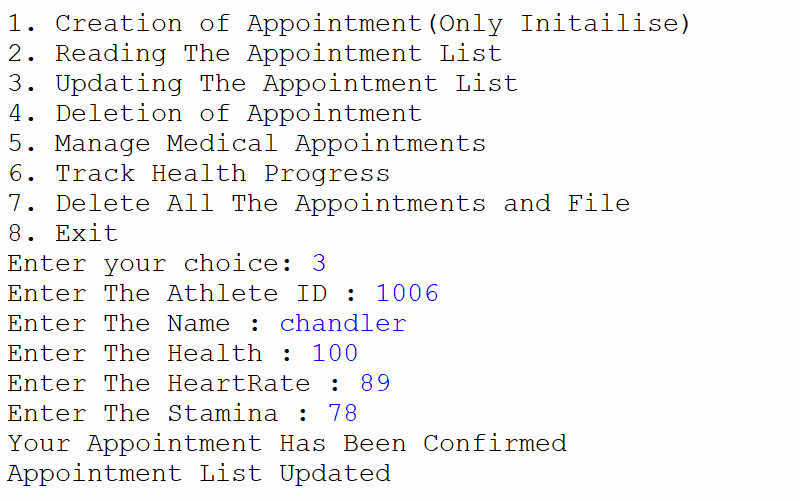 1. Creation of Appointment(Only Initailise)
2. Reading The Appointment List
3. Updating The Appointment List
4. Deletion of Appointment
5. Manage Medical Appointments
6. Track Health Progress
7. Delete All The Appointments and File
8. Exit
Enter your choice: 3
Enter The Athlete ID : 1006
Enter The Name : chandler
Enter The Health : 100
Enter The HeartRate : 89
Enter The Stamina : 78
Your Appointment Has Been Confirmed
Appointment List Updated